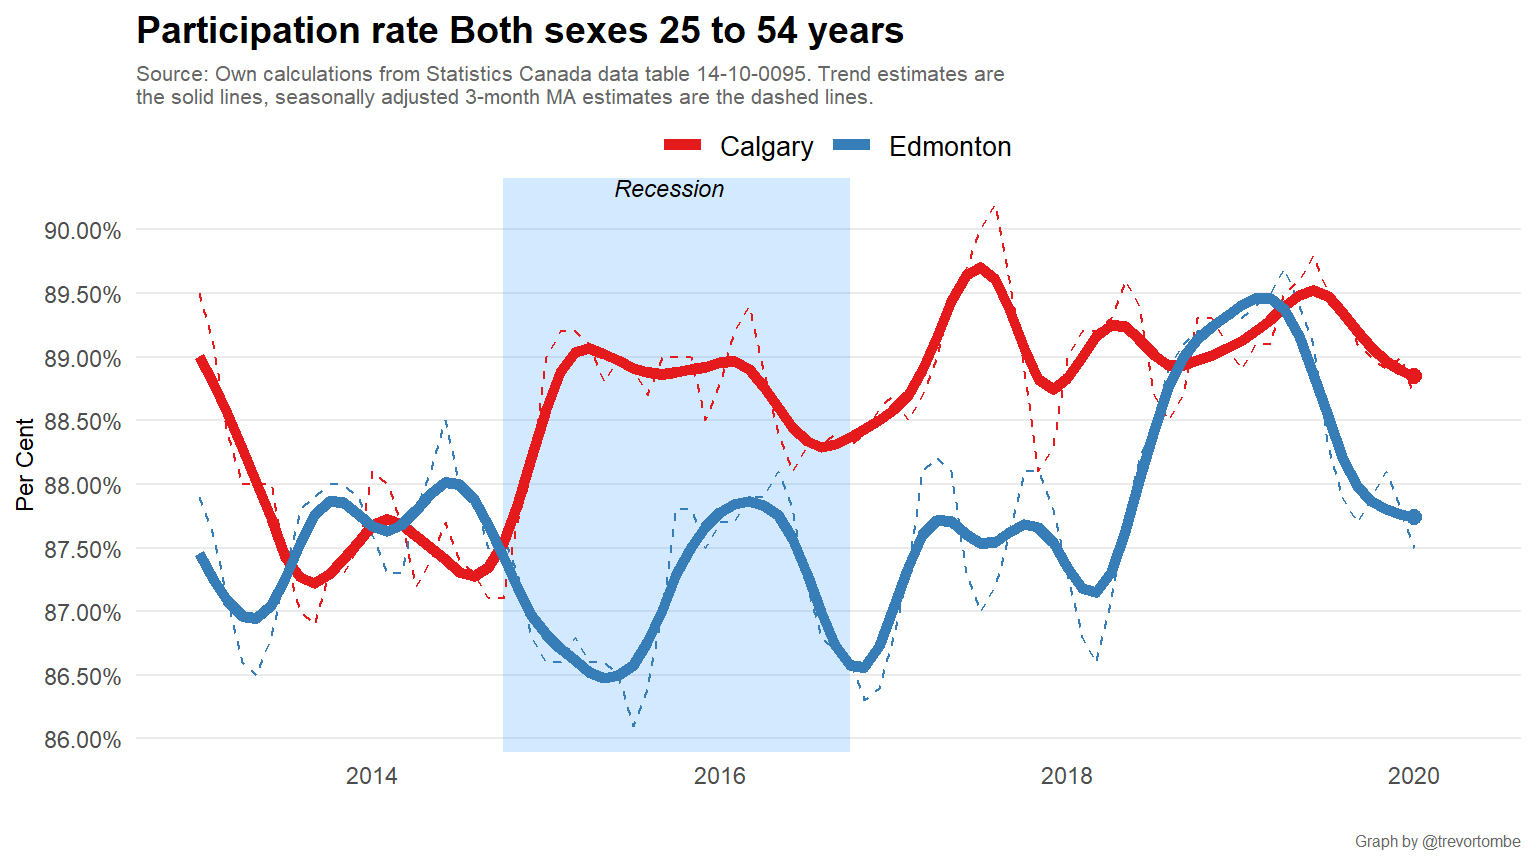 Participation rate Both sexes 25 to 54 years
Source: Own calculations from Statistics Canada data table 14-10-0095. Trend estimates are
the solid lines, seasonally adjusted 3-month MA estimates are the dashed lines.
Calgary
Edmonton
Recession
90.00%
89.50%
89.00%
88.50%
88.00%
87.50%
87.00%
86.50%
86.00%
Per Cent
2014
2016
2018
2020
Graph by @trevortombe